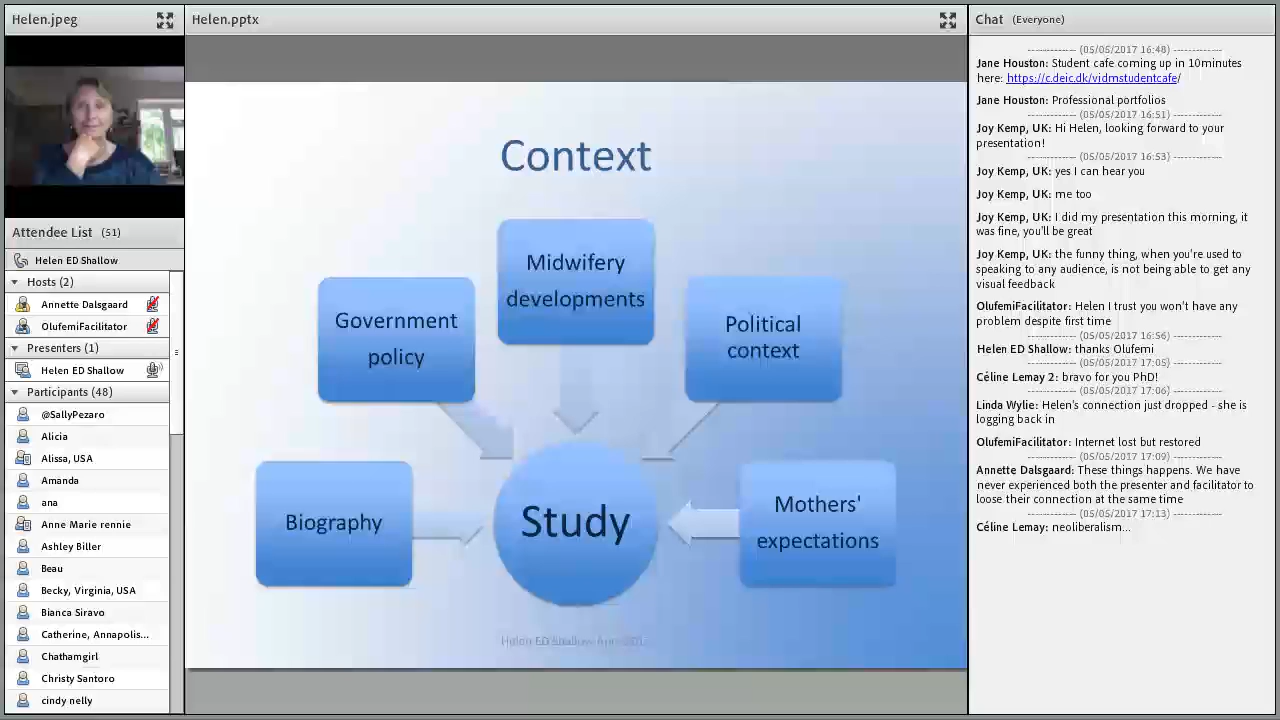 Helen.jpeg
Helen.pptx
Chat (Everyone)
Attendee List (51)
Helen ED Shallow
Hosts (2)
Annette Dalsgaard
OlufemiFacilitator
Presenters (1)
Helen ED Shallow
Participants (48)
@SallyPezaro
Alicia
Alissa, USA
Amanda
ana
Anne Marie rennie
Ashley Biller
Beau
Becky, Virginia, USA
Bianca Siravo
Catherine, Annapolis...
Chathamgirl
Christy Santoro
cindy nelly
Context
Midwifery
developments
Government
policy
Political
context
Biography
Study
Mothers'
expectations
Helen ED Shallow
------------- (05/05/2017 16:48) -------------
Jane Houston: Student cafe coming up in 10minutes
here: https://c.deic.dk/vidmstudentcafe/
Jane Houston: Professional portfolios
------------- (05/05/2017 16:51) -------------
Joy Kemp, UK: Hi Helen, looking forward to your
presentation!
------------- (05/05/2017 16:53) -------------
Joy Kemp, UK: yes I can hear you
Joy Kemp, UK: me too
Joy Kemp, UK: I did my presentation this morning, it
was fine, you'll be great
Joy Kemp, UK: the funny thing, when you're used to
speaking to any audience, is not being able to get any
visual feedback
OlufemiFacilitator: Helen I trust you won't have any
problem despite first time
------------- (05/05/2017 16:56) -------------
Helen ED Shallow: thanks Olufemi
------------- (05/05/2017 17:05) -------------
Céline Lemay 2: bravo for you PhD!
------------- (05/05/2017 17:06) -------------
Linda Wylie: Helen's connection just dropped - she is
logging back in
OlufemiFacilitator: Internet lost but restored
------------- (05/05/2017 17:09) -------------
Annette Dalsgaard: These things happens. We have
never experienced both the presenter and facilitator to
loose their connection at the same time
------------- (05/05/2017 17:13) -------------
Céline Lemay: neoliberalism...